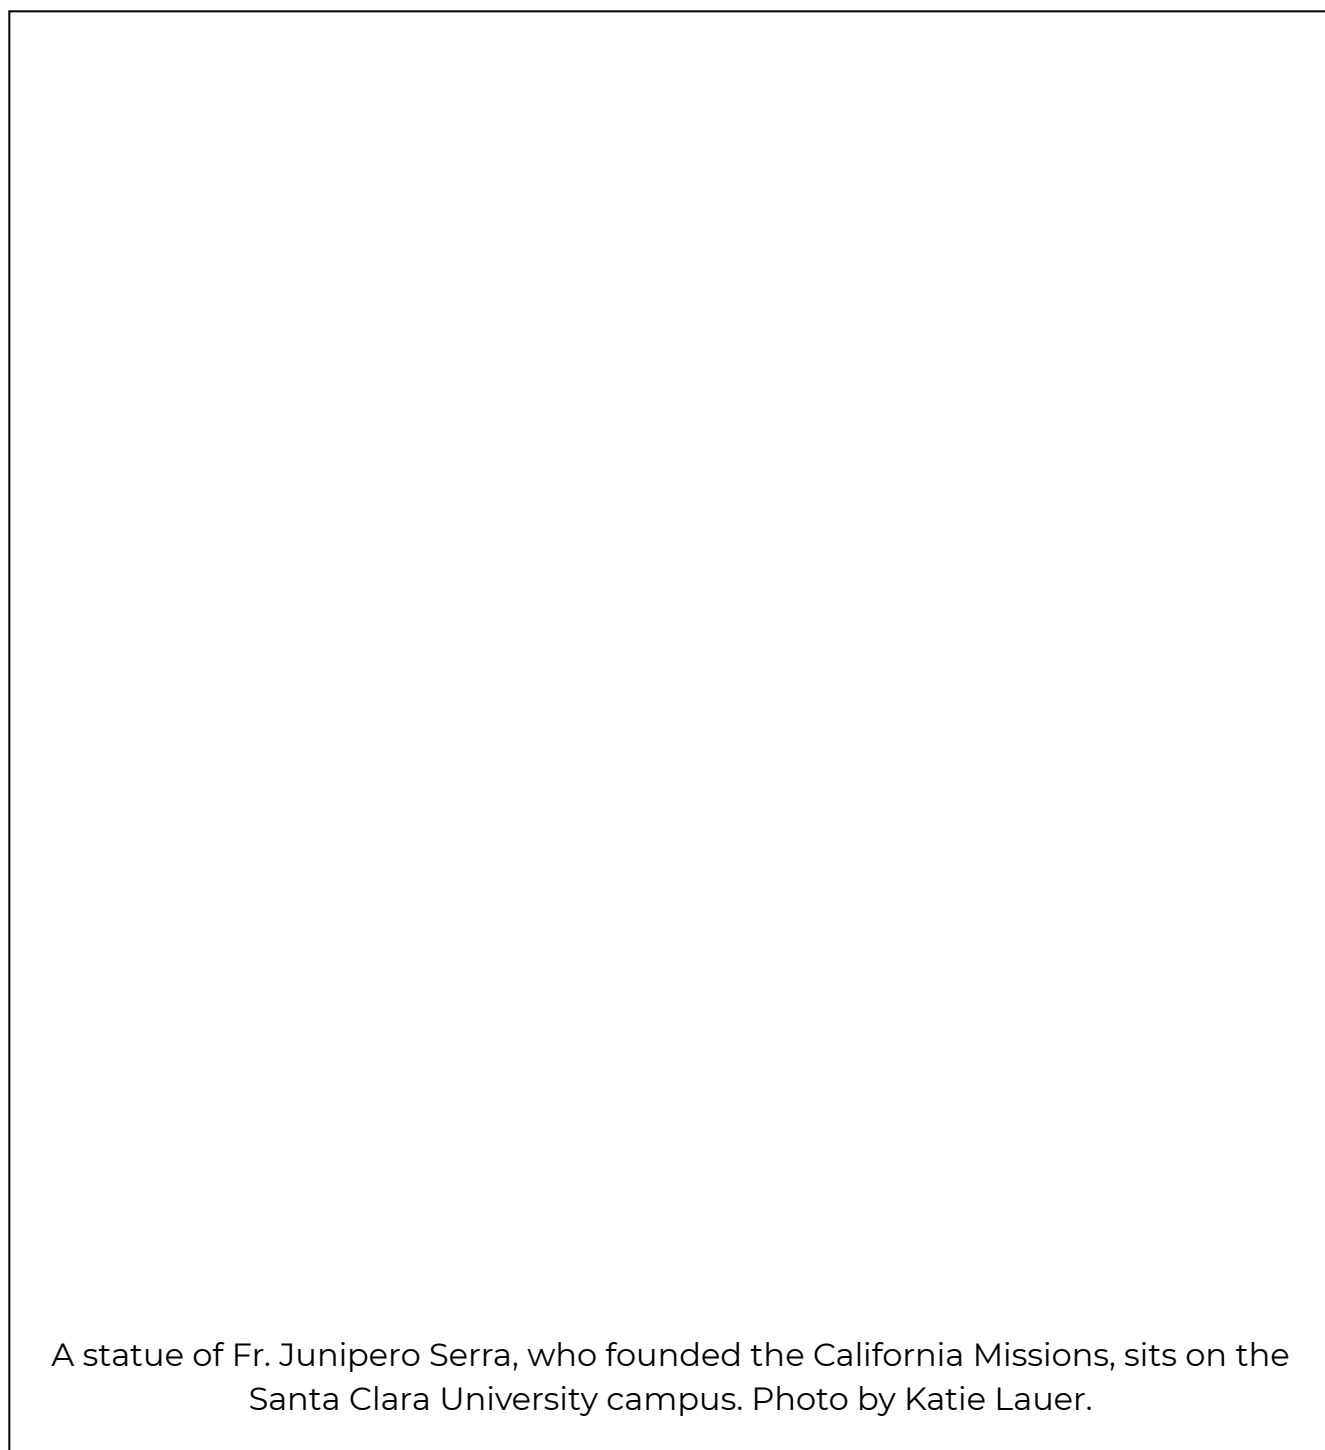 A statue of Fr. Junipero Serra, who founded the California Missions, sits on the
Santa Clara University campus. Photo by Katie Lauer.